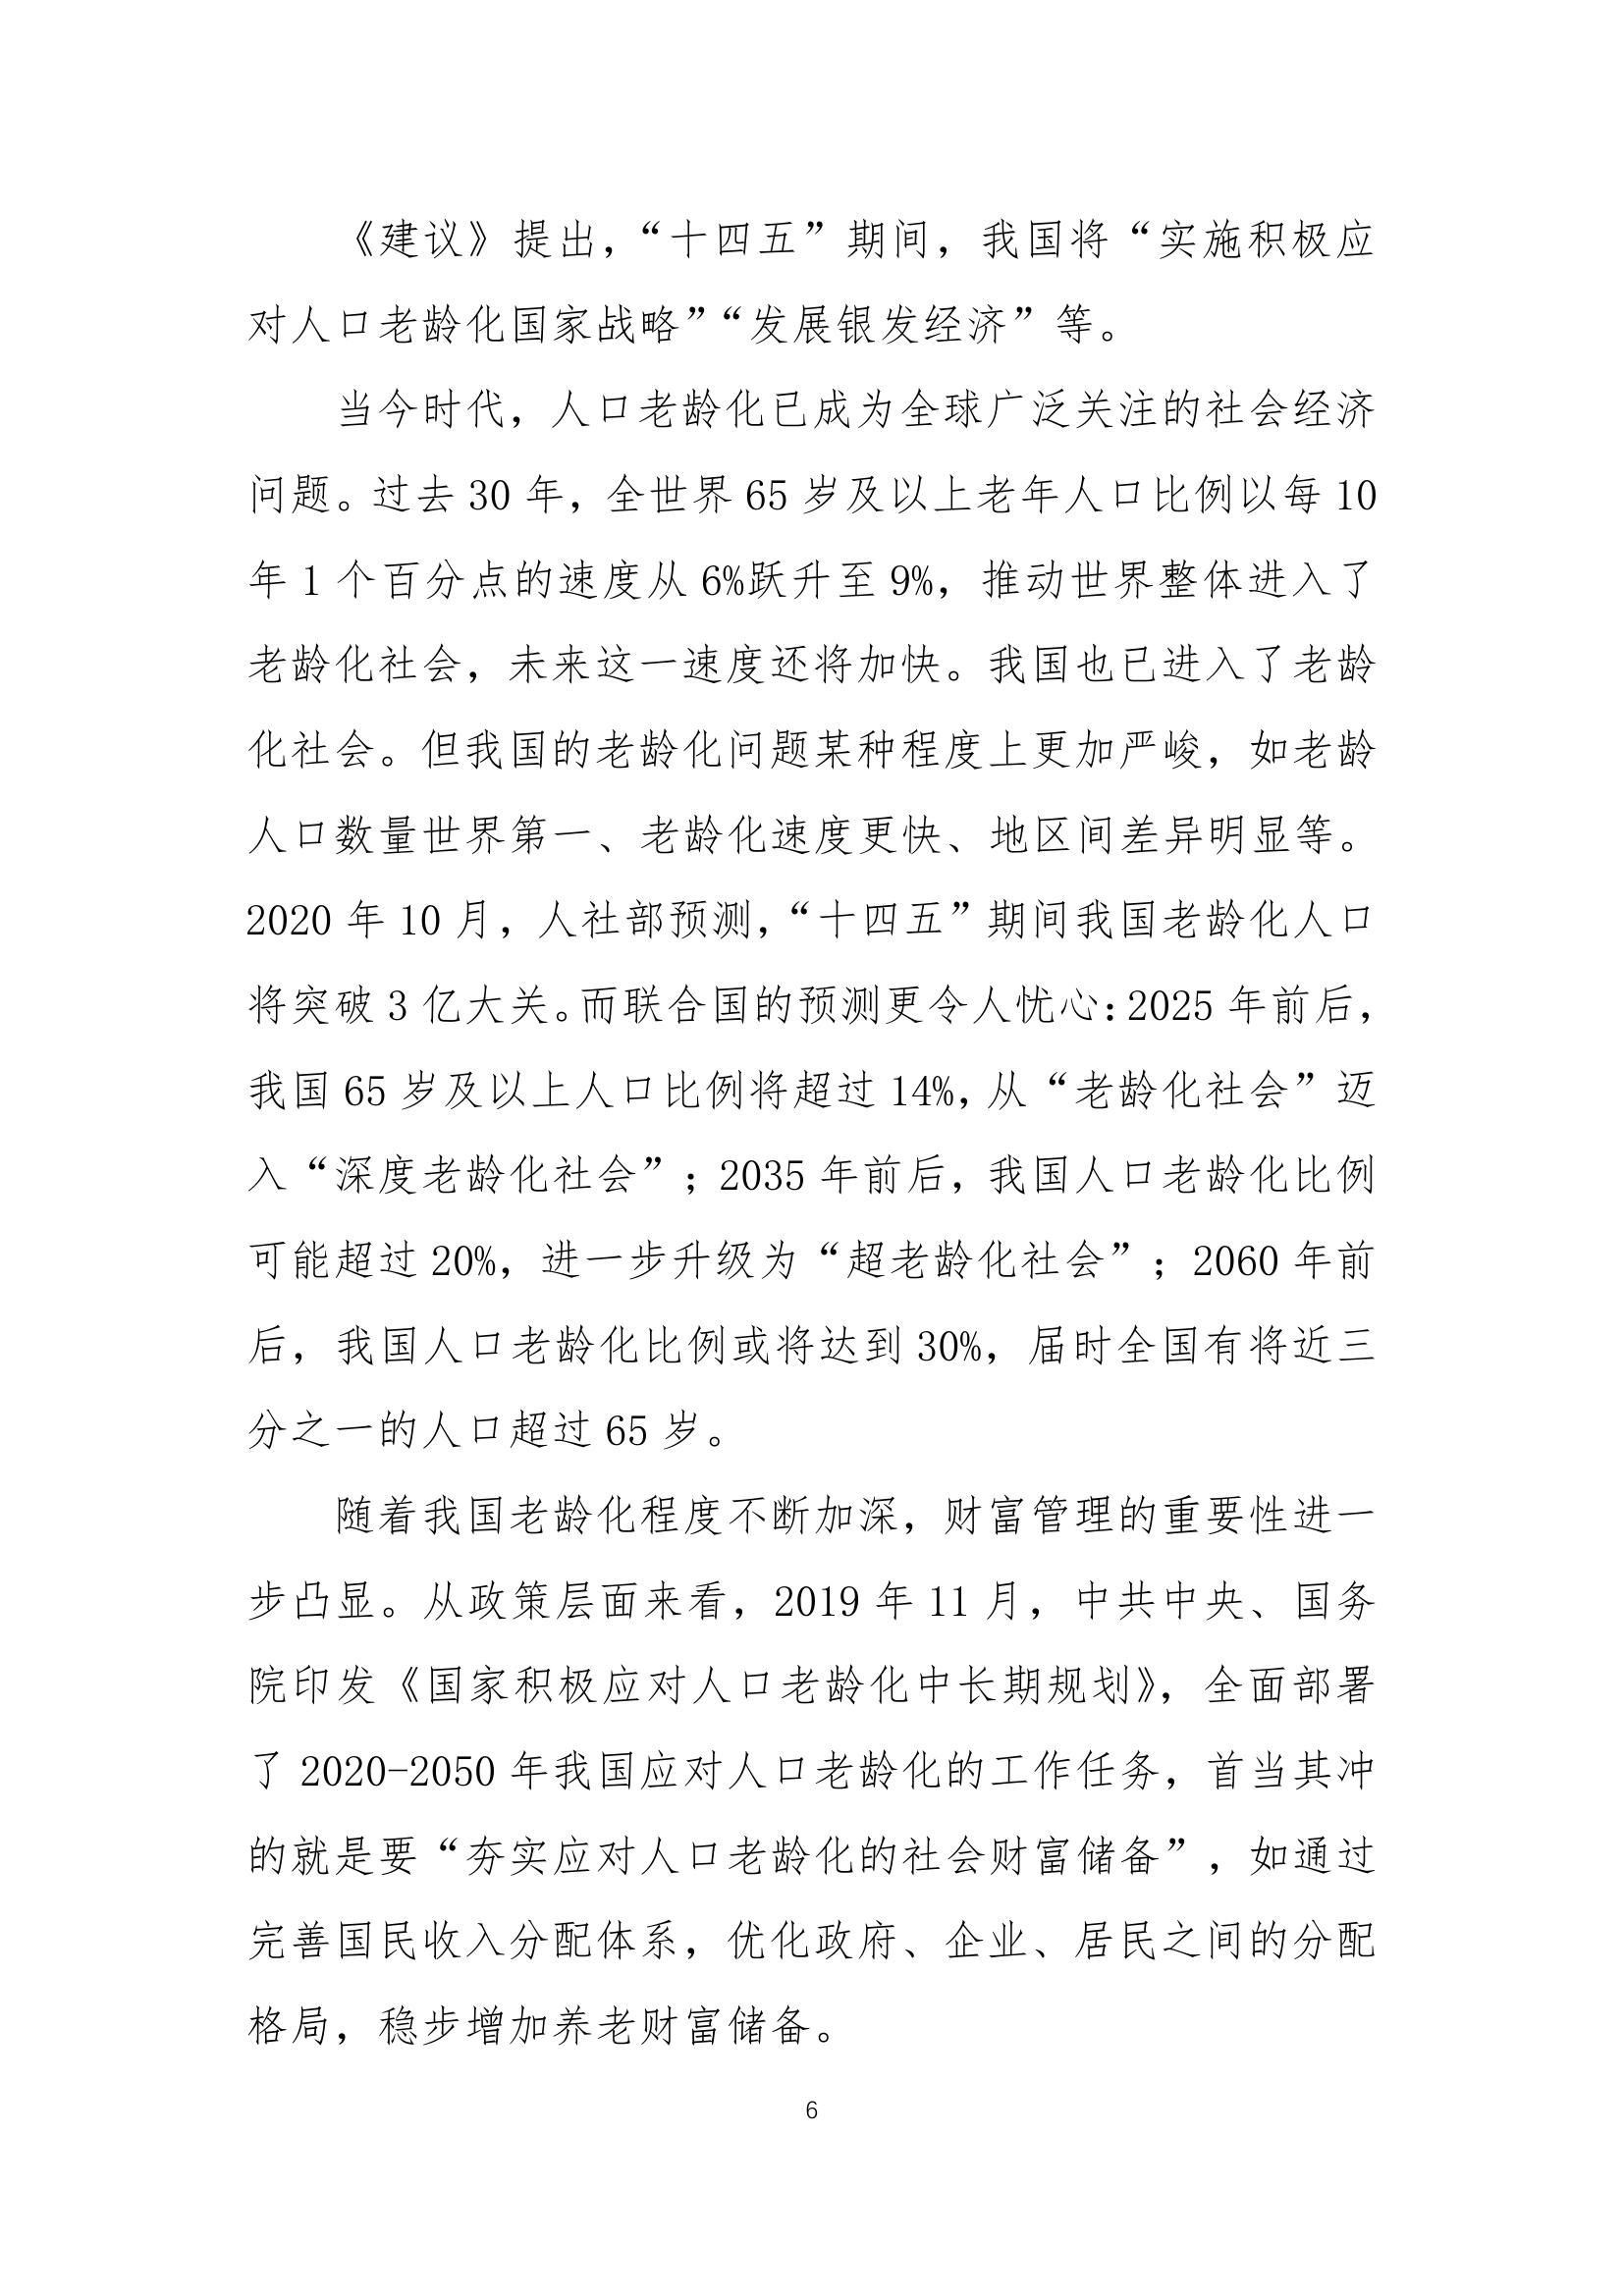 《建议》提出，“十四五”期间，我国将“实施积极应
对人口老龄化国家战略”“发展银发经济”等。
当今时代，人口老龄化已成为全球广泛关注的社会经济
问题。过去 30 年，全世界 65 岁及以上老年人口比例以每 10
年 1 个百分点的速度从 6%跃升至 9%，推动世界整体进入了
老龄化社会，未来这一速度还将加快。我国也已进入了老龄
化社会。但我国的老龄化问题某种程度上更加严峻，如老龄
人口数量世界第一、老龄化速度更快、地区间差异明显等。
2020 年 10 月，人社部预测，“十四五”期间我国老龄化人口
将突破 3 亿大关。而联合国的预测更令人忧心：2025 年前后，
我国 65 岁及以上人口比例将超过 14%，从“老龄化社会”迈
入“深度老龄化社会”；2035 年前后，我国人口老龄化比例
可能超过 20%，进一步升级为“超老龄化社会”；2060 年前
后，我国人口老龄化比例或将达到 30%，届时全国有将近三
分之一的人口超过 65 岁。
随着我国老龄化程度不断加深，财富管理的重要性进一
步凸显。从政策层面来看，2019 年 11 月，中共中央、国务
院印发《国家积极应对人口老龄化中长期规划》，全面部署
了 2020-2050 年我国应对人口老龄化的工作任务，首当其冲
的就是要“夯实应对人口老龄化的社会财富储备”，如通过
完善国民收入分配体系，优化政府、企业、居民之间的分配
格局，稳步增加养老财富储备。
6